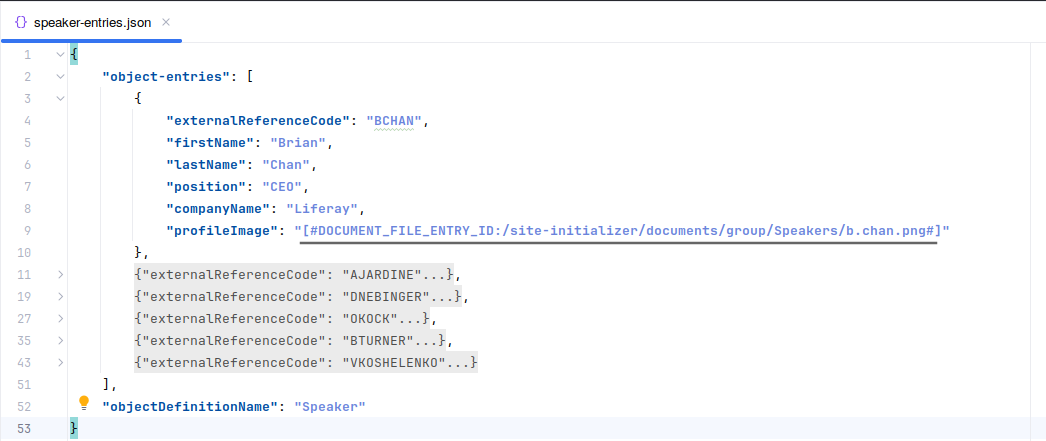 speaker-entries.json
1 {
2 "object-entries": [
3 {
4 "externalReferenceCode": "BCHAN",
5 "firstName": "Brian",
6 "lastName": "Chan",
7 "position": "CEO",
8 "companyName": "Liferay",
9 "profileImage": "[#DOCUMENT_FILE_ENTRY_ID:/site-initializer/documents/group/Speakers/b.chan.png#]"
10 },
11 {"externalReferenceCode": "AJARDINE"...},
19 {"externalReferenceCode": "DNEBINGER"...},
27 {"externalReferenceCode": "OKOCK"...},
35 {"externalReferenceCode": "BTURNER"...},
43 {"externalReferenceCode": "VKOSHELENKO"...}
51 ],
52 "objectDefinitionName": "Speaker"
53 }